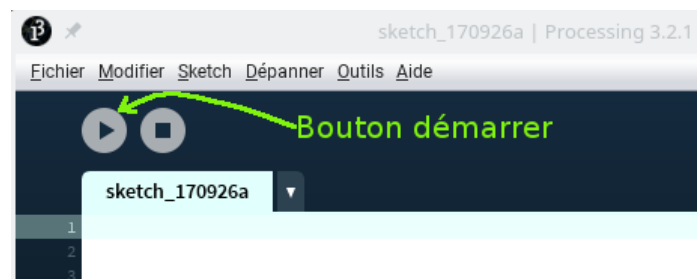 sketch_170926a | Processing 3.2.1
Fichier Modifier Sketch Dépanner Outils Aide
Bouton démarrer
sketch_170926a
1
2
3